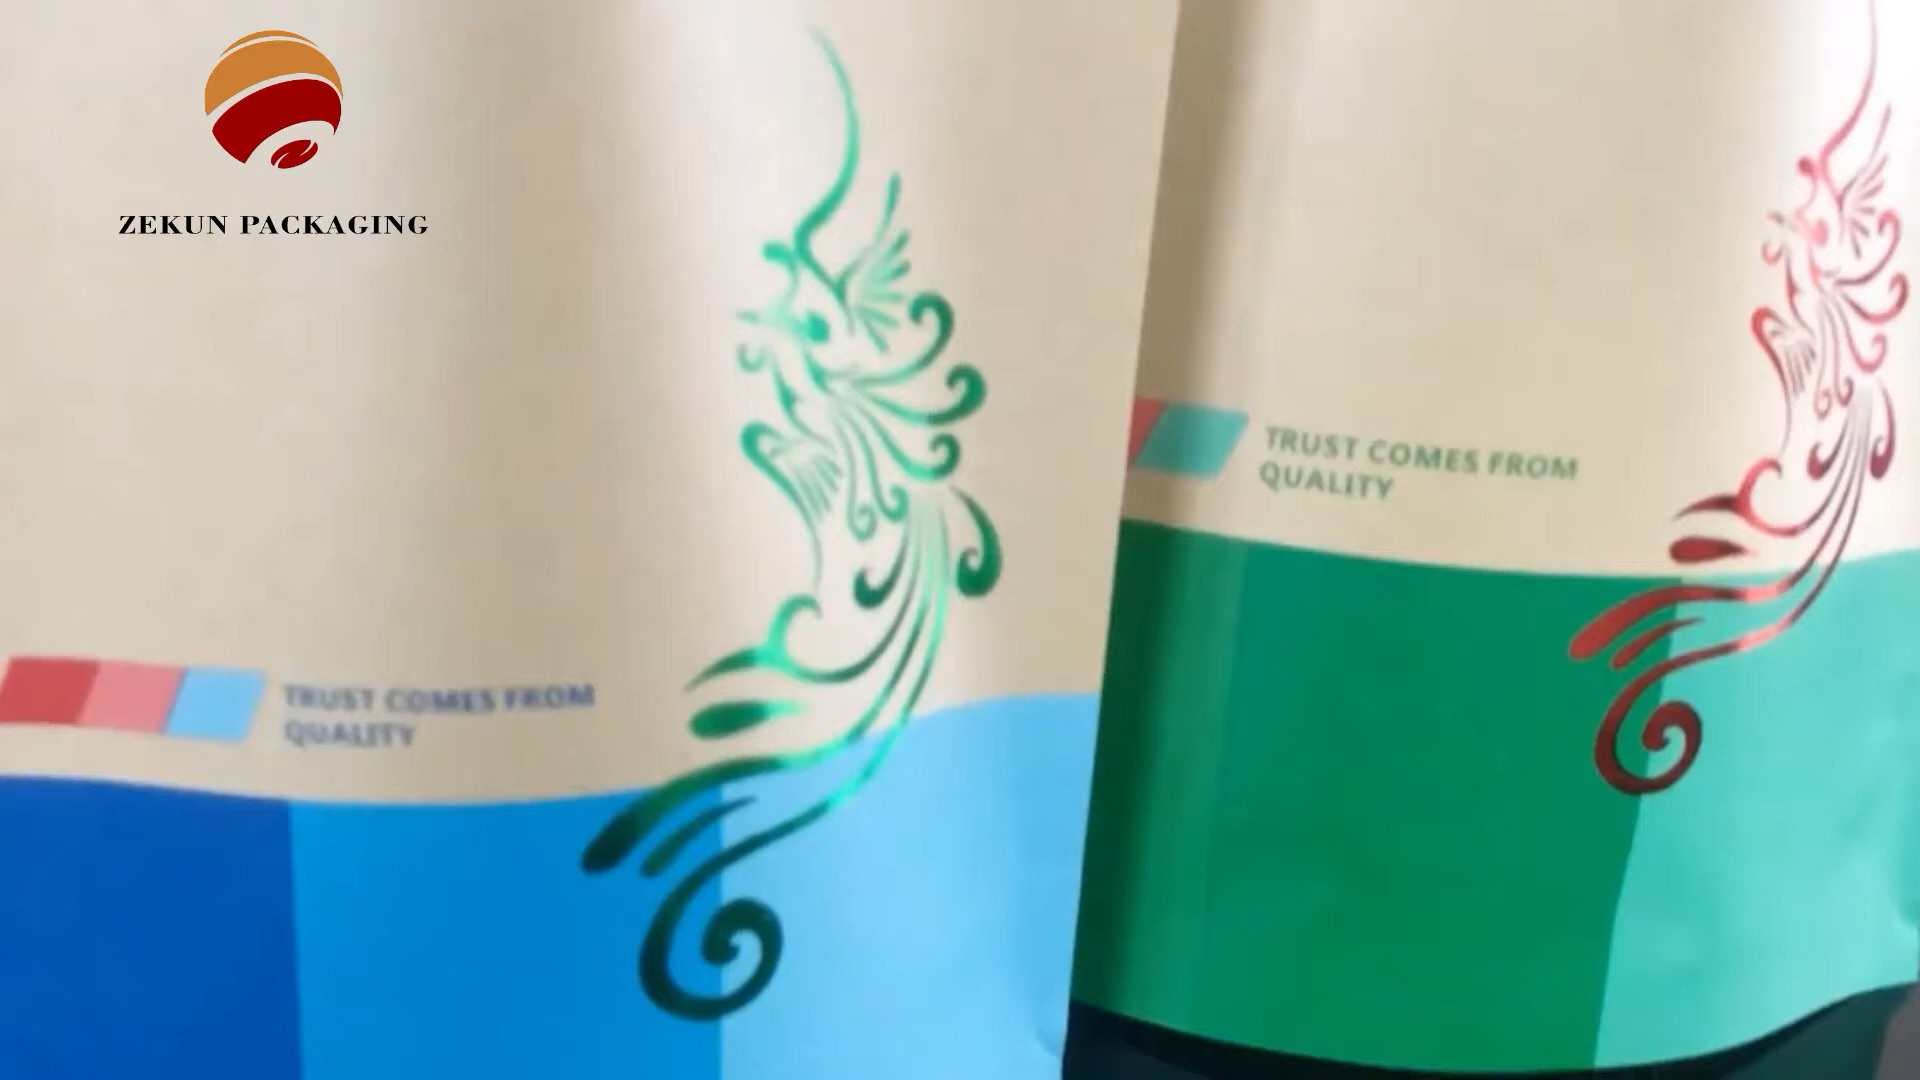 ZEKUN PACKAGING
TRUST COMES FROM
QUALITY
TRUST COMES FROM
QUALITY